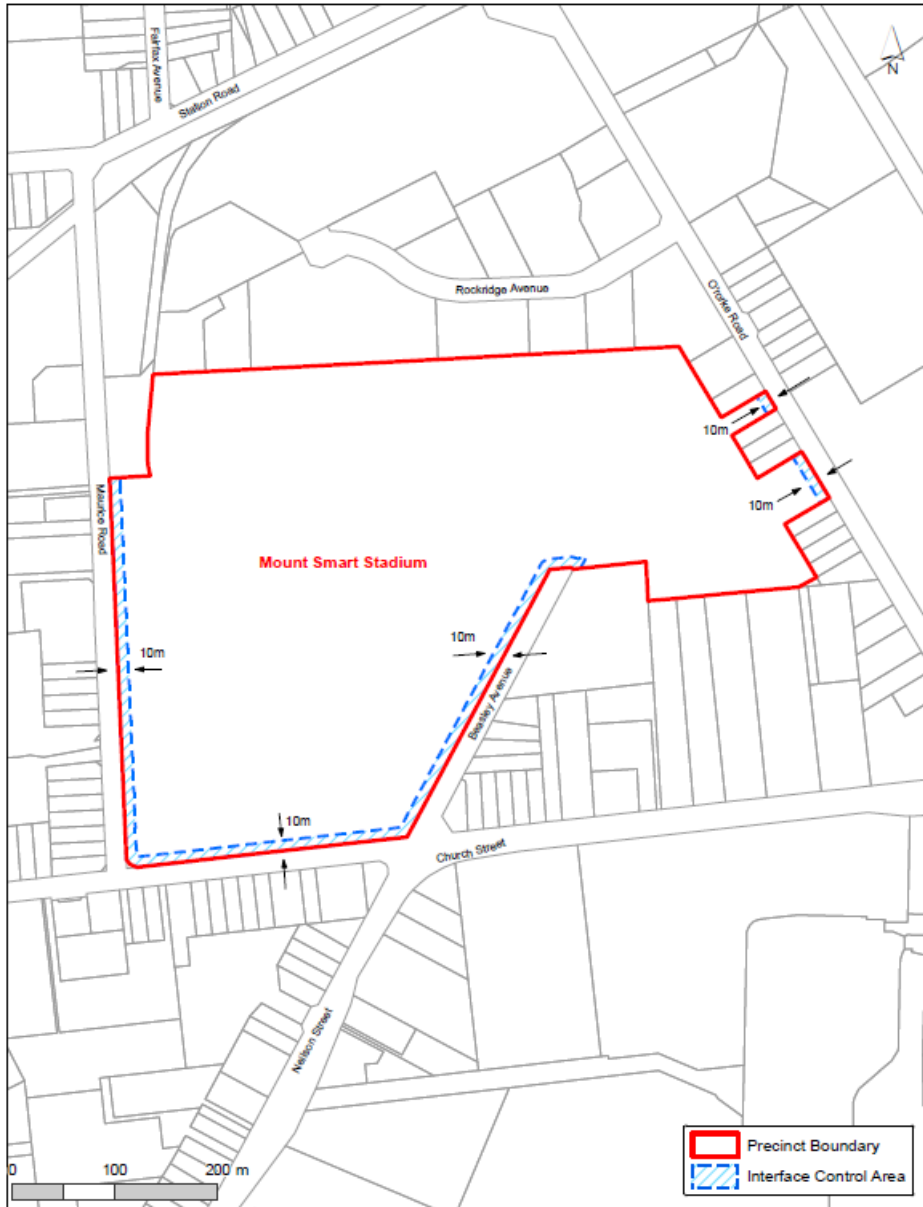 Fairfax Avenue
Station Road
N
Rockridge Avenue
O'rorke Road
10m
Maurice Road
10m
Mount Smart Stadium
10m
10m
Beasley Avenue
10m
Church Street
Neilson Street
Precinct Boundary
Interface Control Area
0 100 200 m